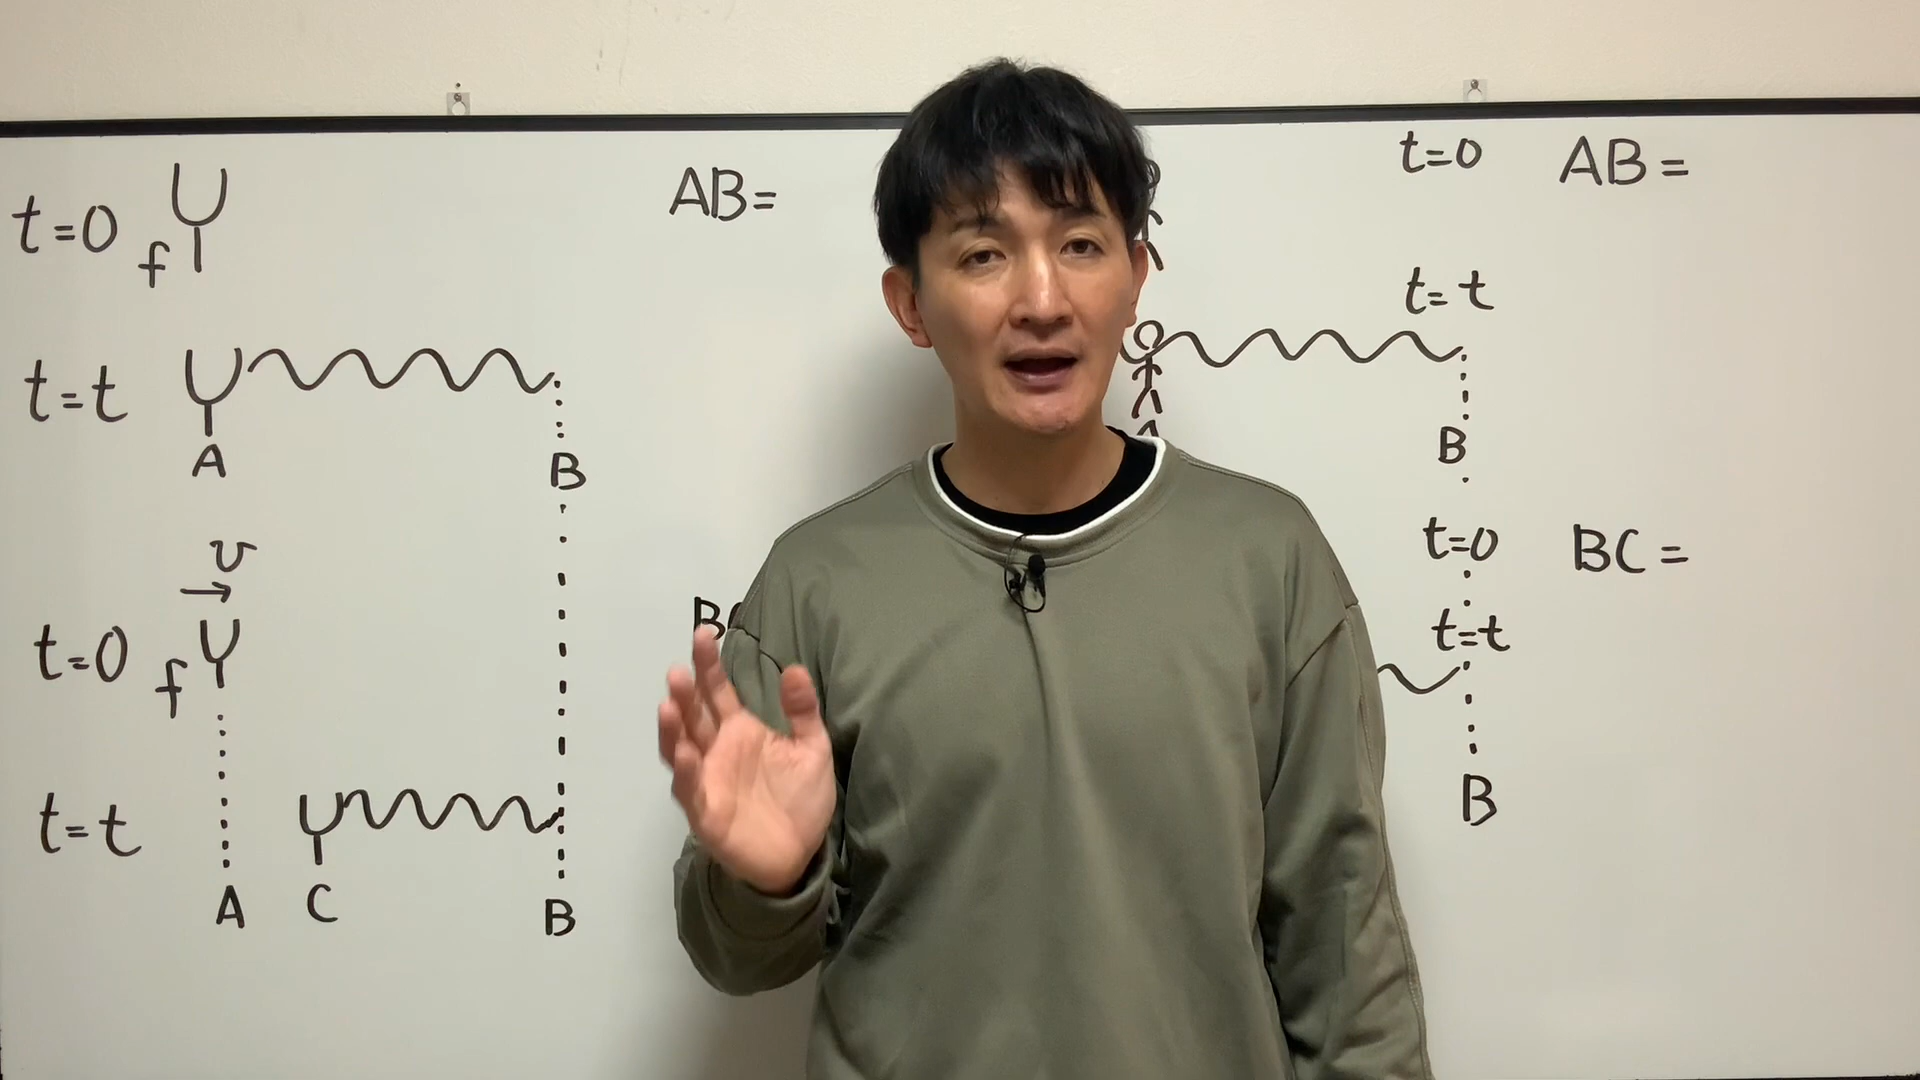 t=0 f
AB=
t=t
A
B
v
t=0 f
t=t
A C B
t=0 AB=
t=t
B
t=0 BC=
t=t
B